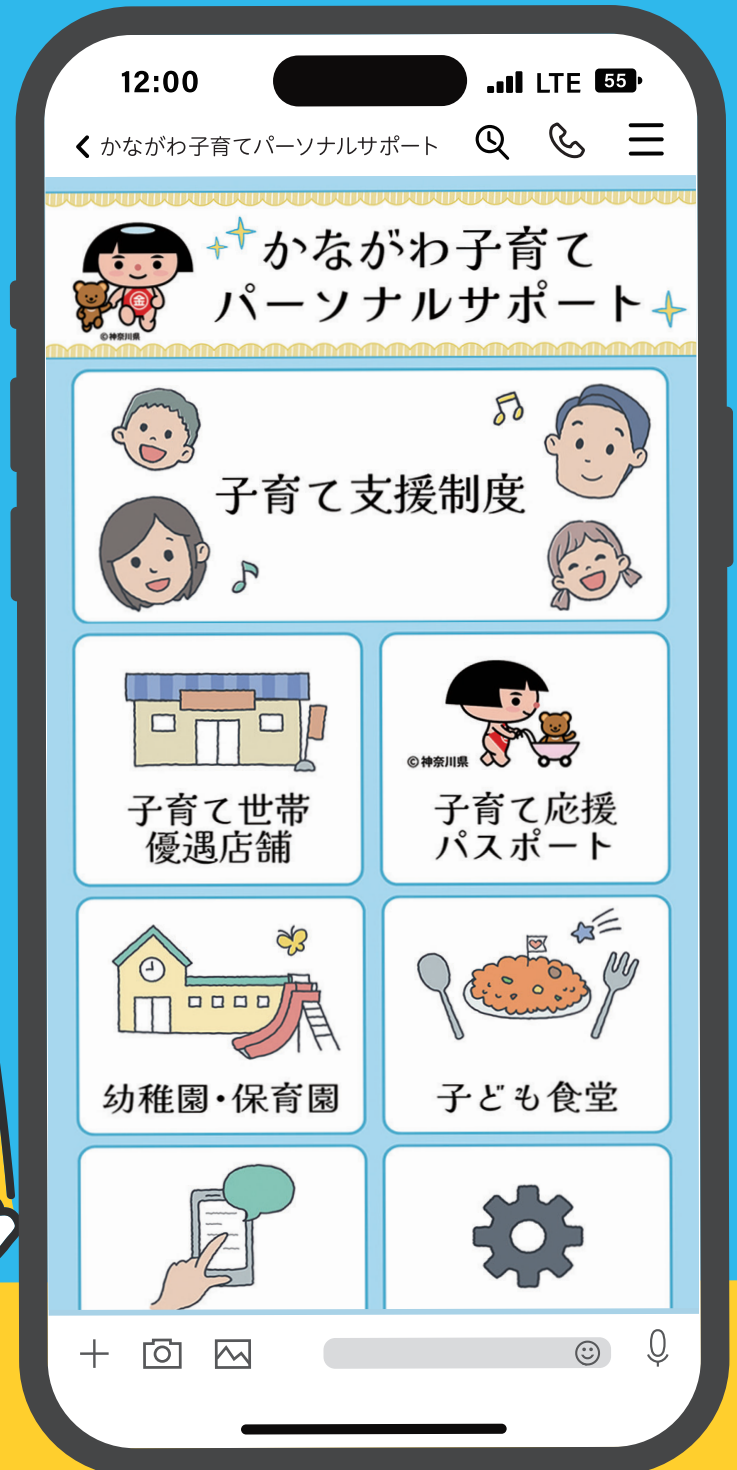 12:00
LTE 55
かながわ子育てパーソナルサポート
かながわ子育て
パーソナルサポート
金
©神奈川県
子育て支援制度
子育て世帯
優遇店舗
©神奈川県
子育て応援
パスポート
幼稚園・保育園
子ども食堂